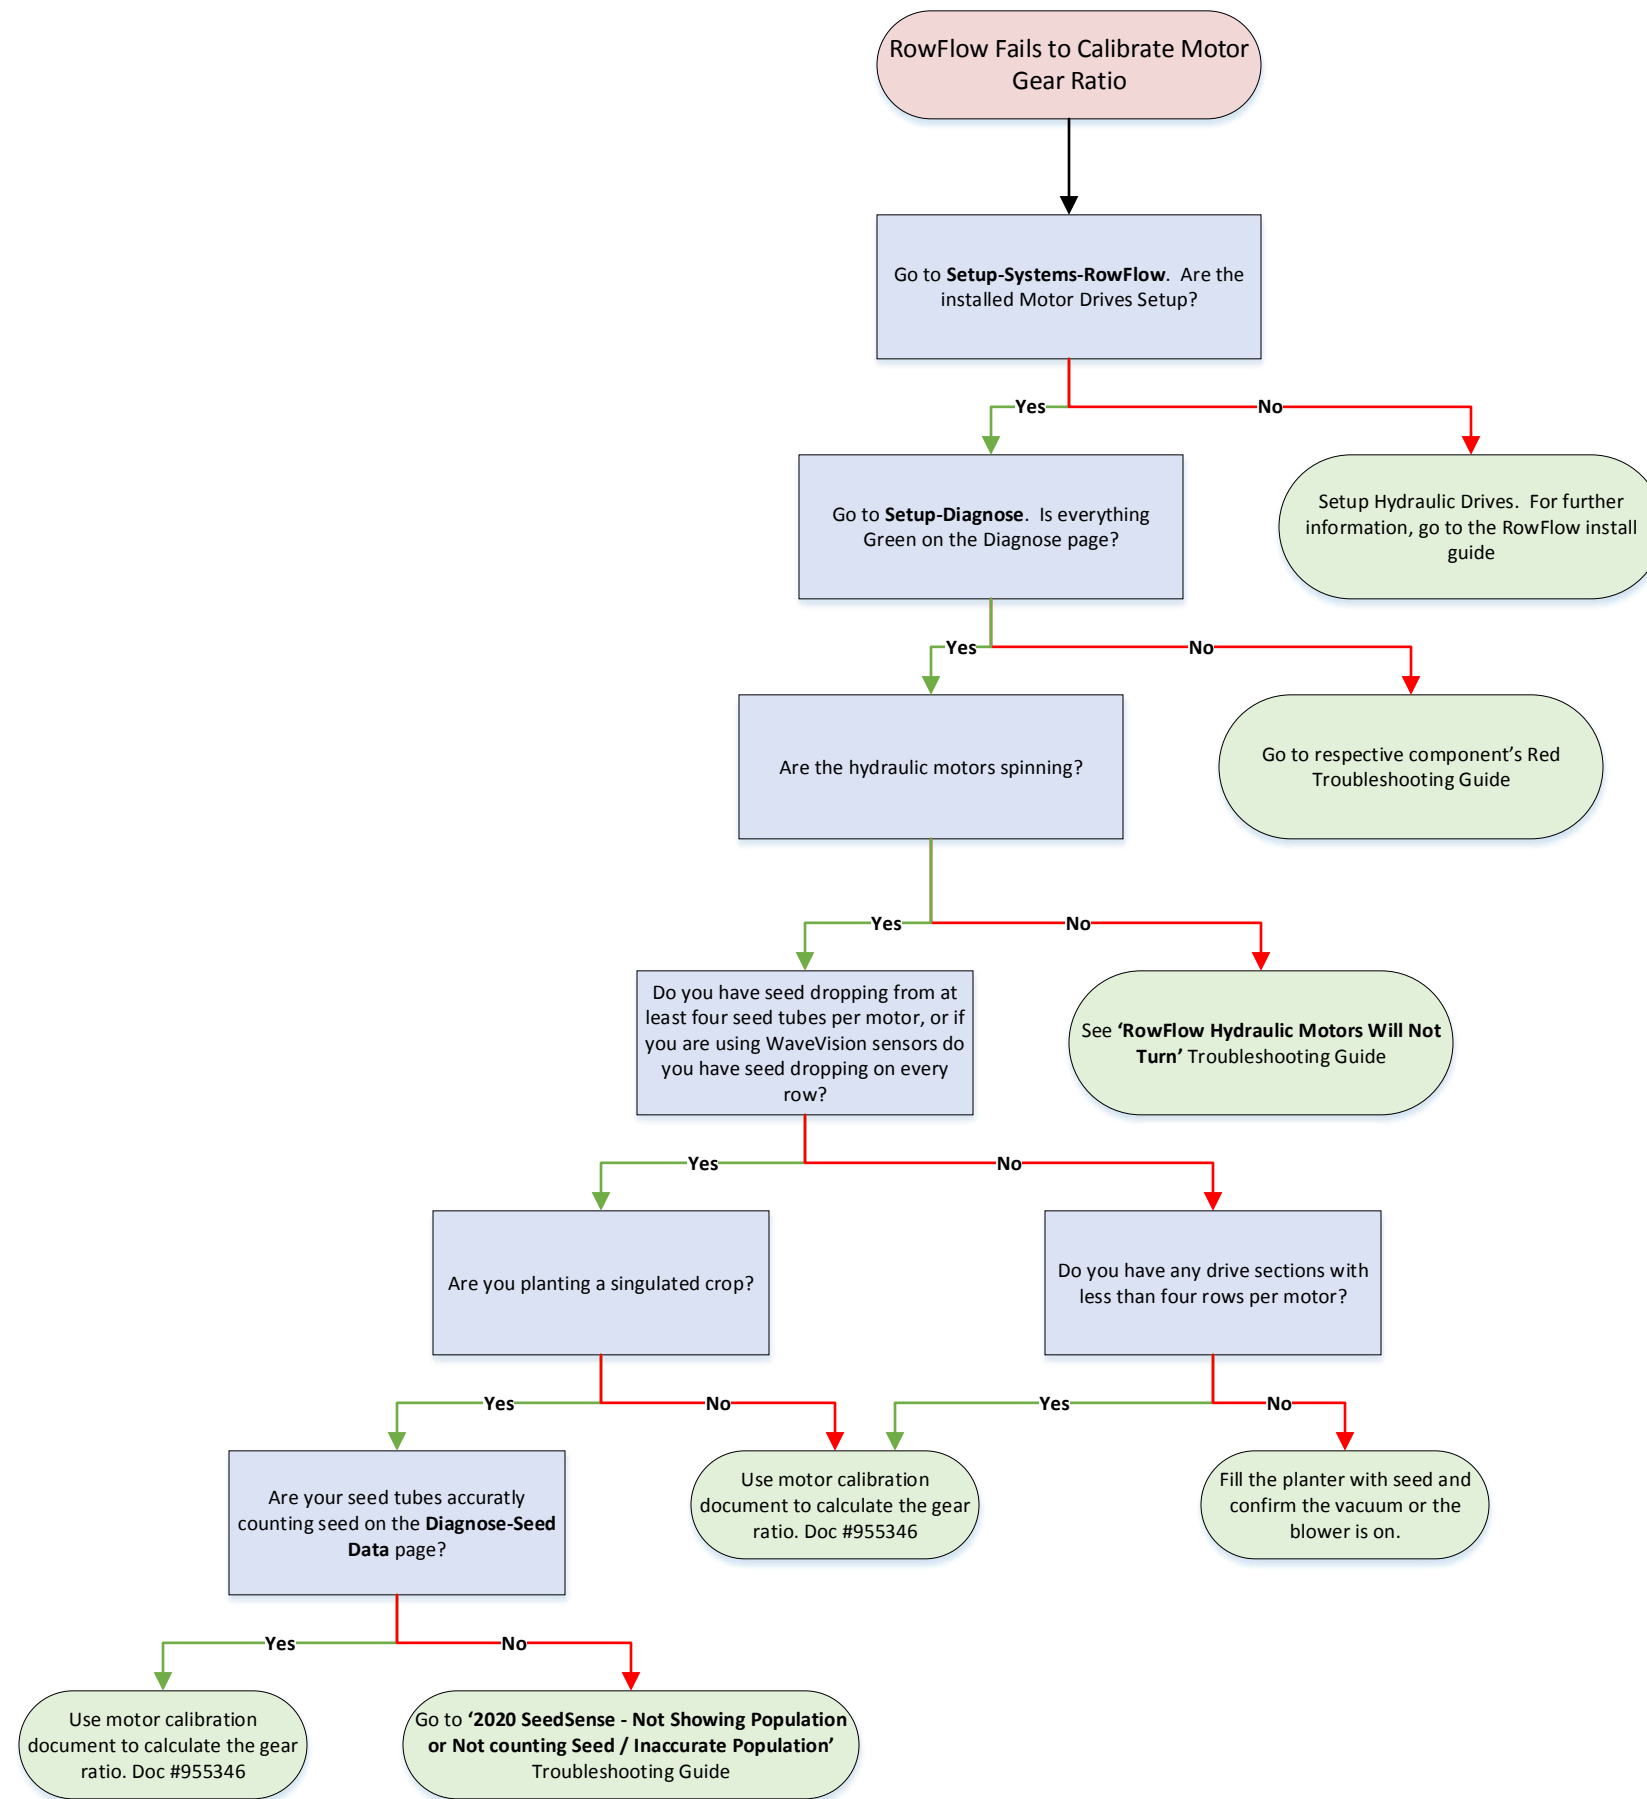 RowFlow Fails to Calibrate Motor
Gear Ratio
Go to Setup-Systems-RowFlow.  Are the
installed Motor Drives Setup?
Yes
No
Go to Setup-Diagnose.  Is everything
Green on the Diagnose page?
Setup Hydraulic Drives.  For further
information, go to the RowFlow install
guide
Yes
No
Are the hydraulic motors spinning?
Go to respective component’s Red
Troubleshooting Guide
Yes
No
Do you have seed dropping from at
least four seed tubes per motor, or if
you are using WaveVision sensors do
you have seed dropping on every
row?
See ‘RowFlow Hydraulic Motors Will Not
Turn’ Troubleshooting Guide
Yes
No
Are you planting a singulated crop?
Do you have any drive sections with
less than four rows per motor?
Yes
No
Yes
No
Are your seed tubes accuratly
counting seed on the Diagnose-Seed
Data page?
Use motor calibration
document to calculate the gear
ratio. Doc #955346
Fill the planter with seed and
confirm the vacuum or the
blower is on.
Yes
No
Use motor calibration
document to calculate the gear
ratio. Doc #955346
Go to ‘2020 SeedSense - Not Showing Population
or Not counting Seed / Inaccurate Population’
Troubleshooting Guide